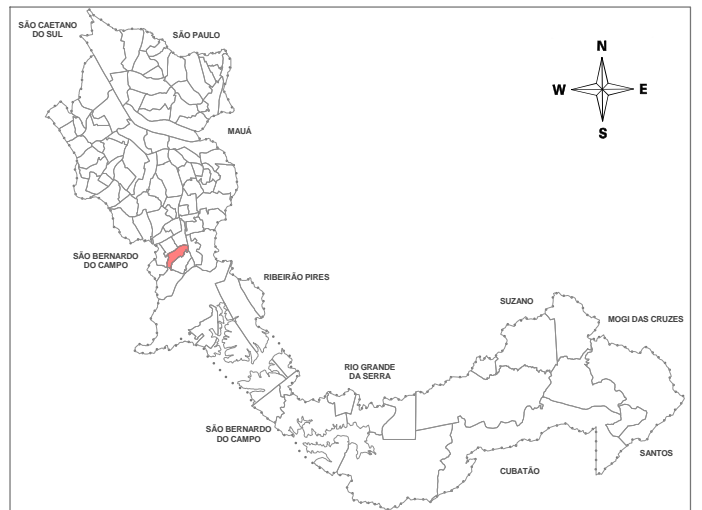 SÃO CAETANO
DO SUL
SÃO PAULO
N
W
E
S
MAUÁ
SÃO BERNARDO
DO CAMPO
RIBEIRÃO PIRES
SUZANO
MOGI DAS CRUZES
RIO GRANDE
DA SERRA
SÃO BERNARDO
DO CAMPO
SANTOS
CUBATÃO